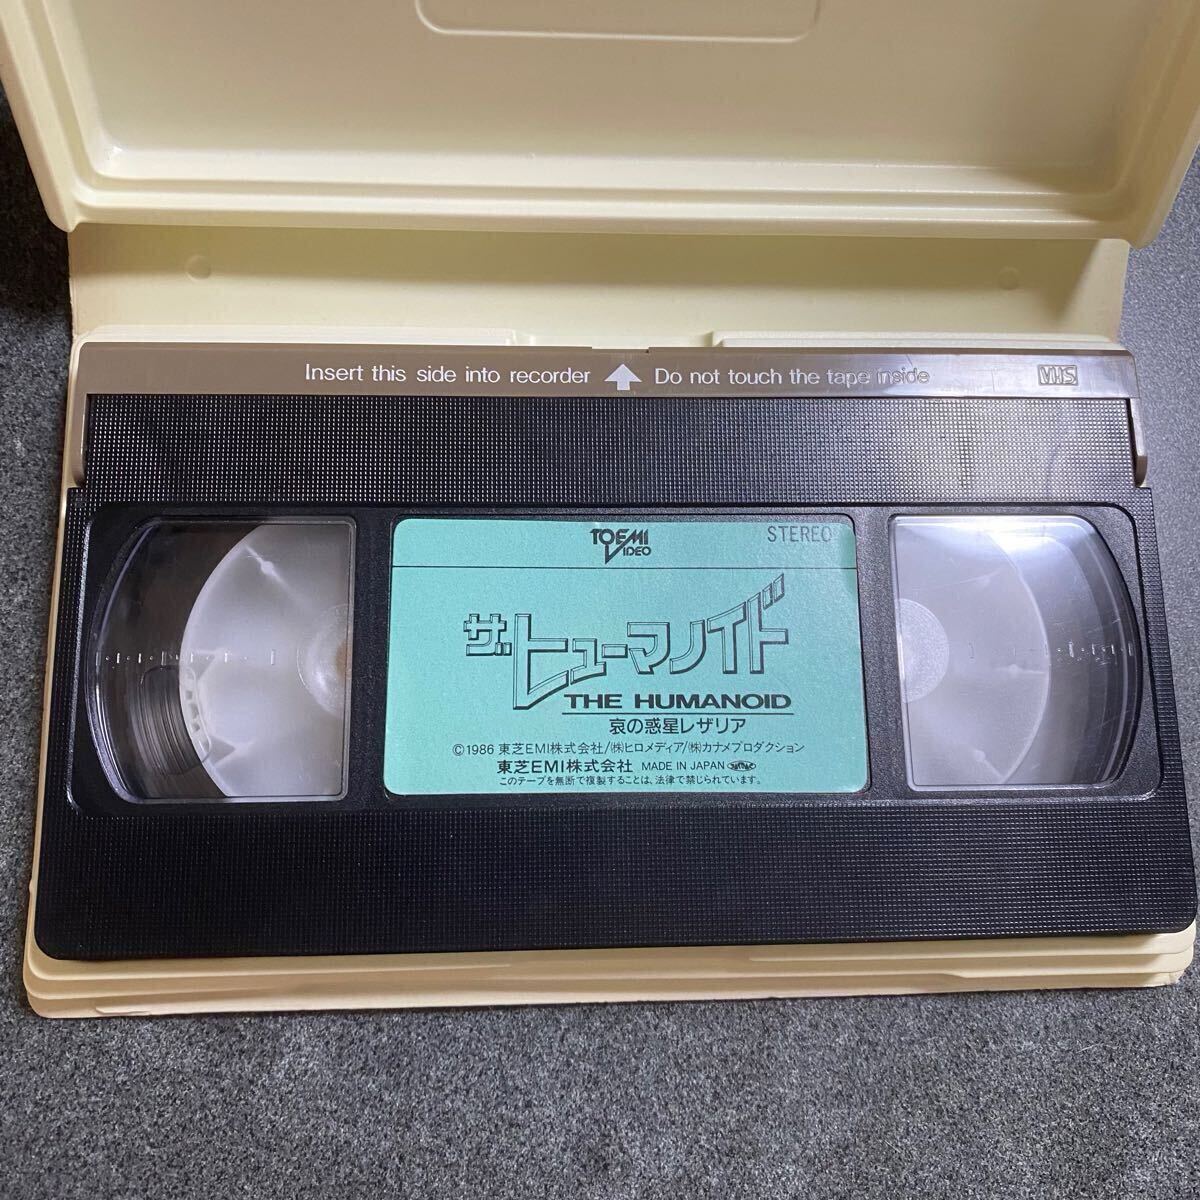 Insert this side into recorder Do not touch the tape inside VHS
TOEMI VIDEO
STEREO
ザ・ヒューマノイド
THE HUMANOID
哀の惑星レザリア
©1986 東芝EMI株式会社/㈱ヒロメディア/㈱カナメプロダクション
東芝EMI株式会社 MADE IN JAPAN
このテープを無断で複製することは、法律で禁じられています。